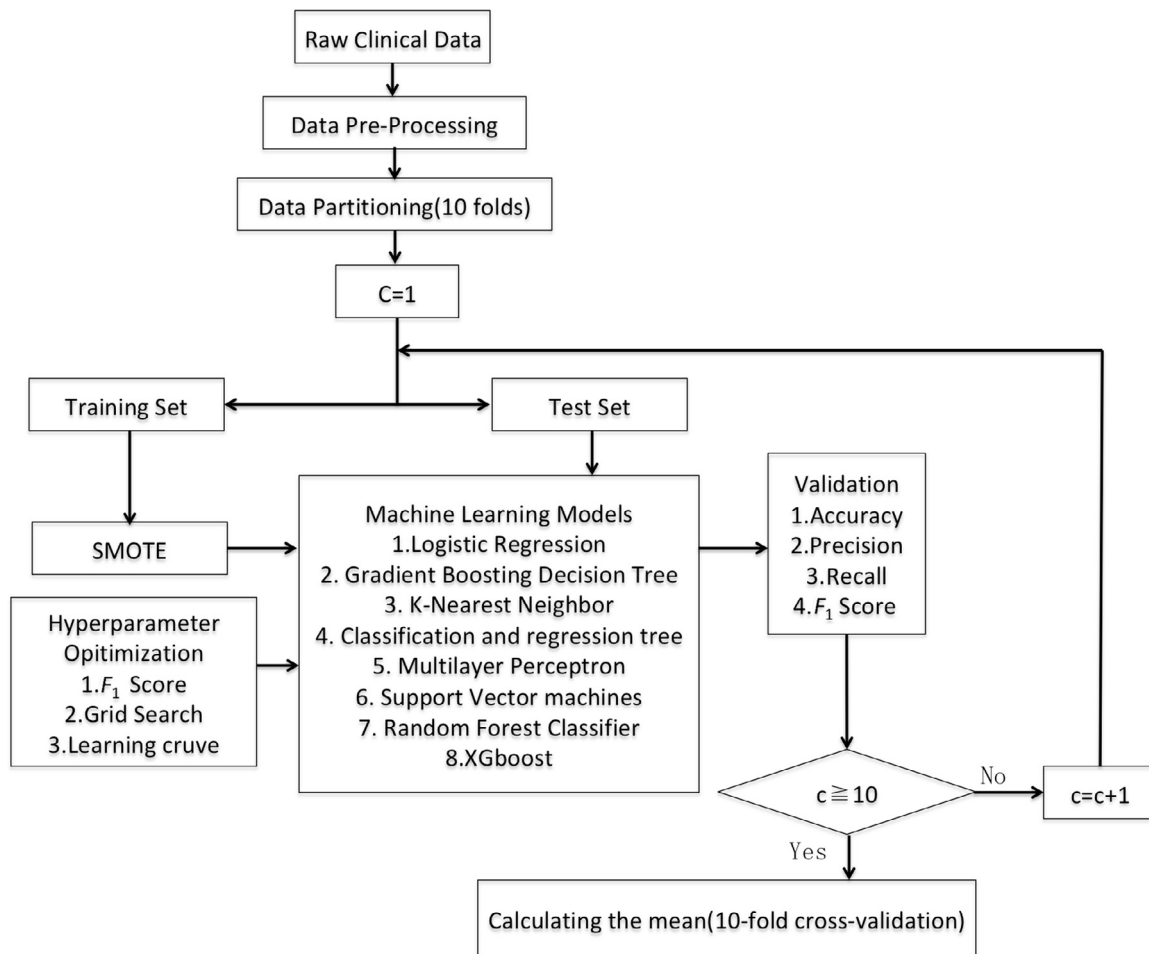 Raw Clinical Data
Data Pre-Processing
Data Partitioning(10 folds)
C=1
Training Set
Test Set
SMOTE
Hyperparameter
Opitimization
1.F₁ Score
2.Grid Search
3.Learning cruve
Machine Learning Models
1.Logistic Regression
2. Gradient Boosting Decision Tree
3. K-Nearest Neighbor
4. Classification and regression tree
5. Multilayer Perceptron
6. Support Vector machines
7. Random Forest Classifier
8.XGboost
Validation
1.Accuracy
2.Precision
3.Recall
4.F₁ Score
c≧10
No
c=c+1
Yes
Calculating the mean(10-fold cross-validation)